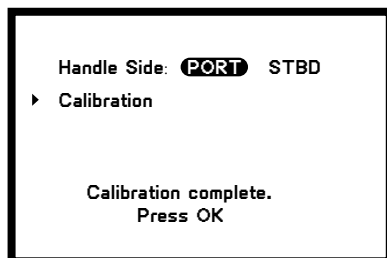 Handle Side: PORT STBD
Calibration
Calibration complete.
Press OK